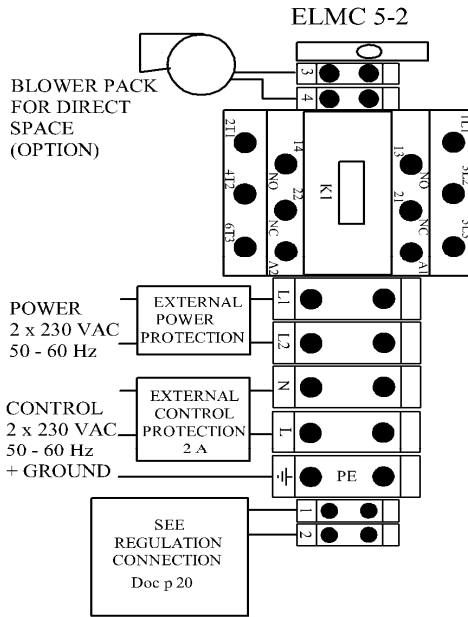 ELMC 5-2
BLOWER PACK
FOR DIRECT
SPACE
(OPTION)
3
4
2T1
4T2
6T3
14
NO
22
NC
A2
K1
13
NO
21
NC
A1
1L1
3L2
5L3
POWER
2 x 230 VAC
50 - 60 Hz
EXTERNAL
POWER
PROTECTION
L1
L2
CONTROL
2 x 230 VAC
50 - 60 Hz
+ GROUND
EXTERNAL
CONTROL
PROTECTION
2 A
N
L
PE
SEE
REGULATION
CONNECTION
Doc p 20
1
2